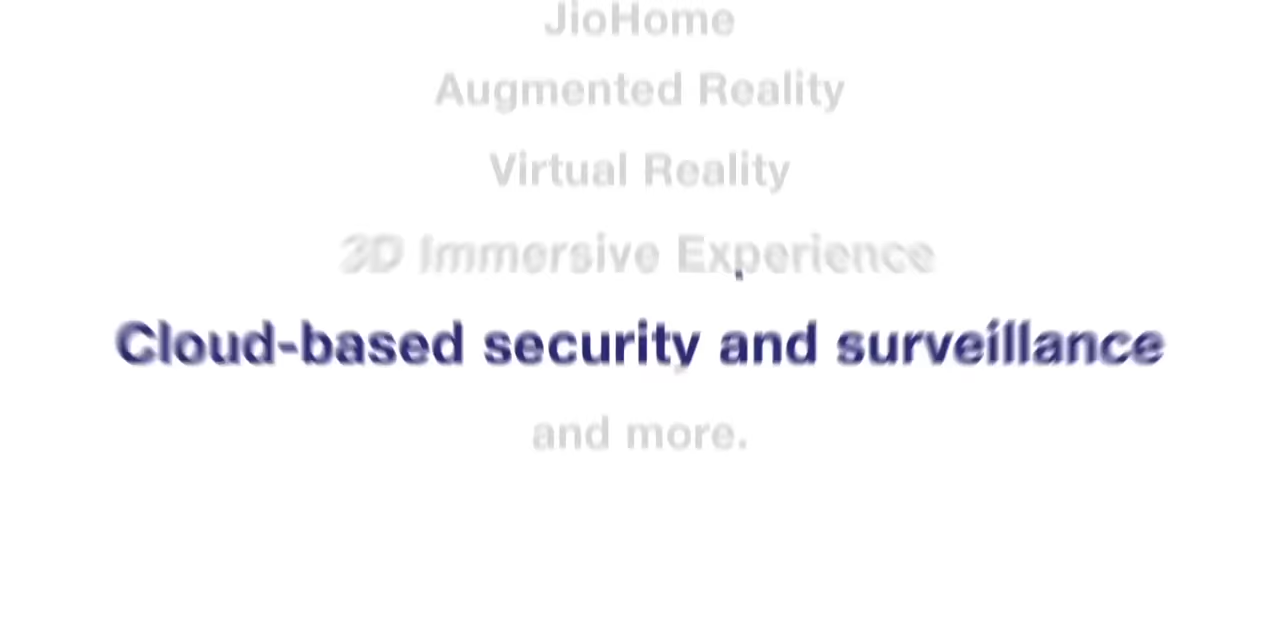 JioHome
Augmented Reality
Virtual Reality
3D Immersive Experience
Cloud-based security and surveillance
and more.